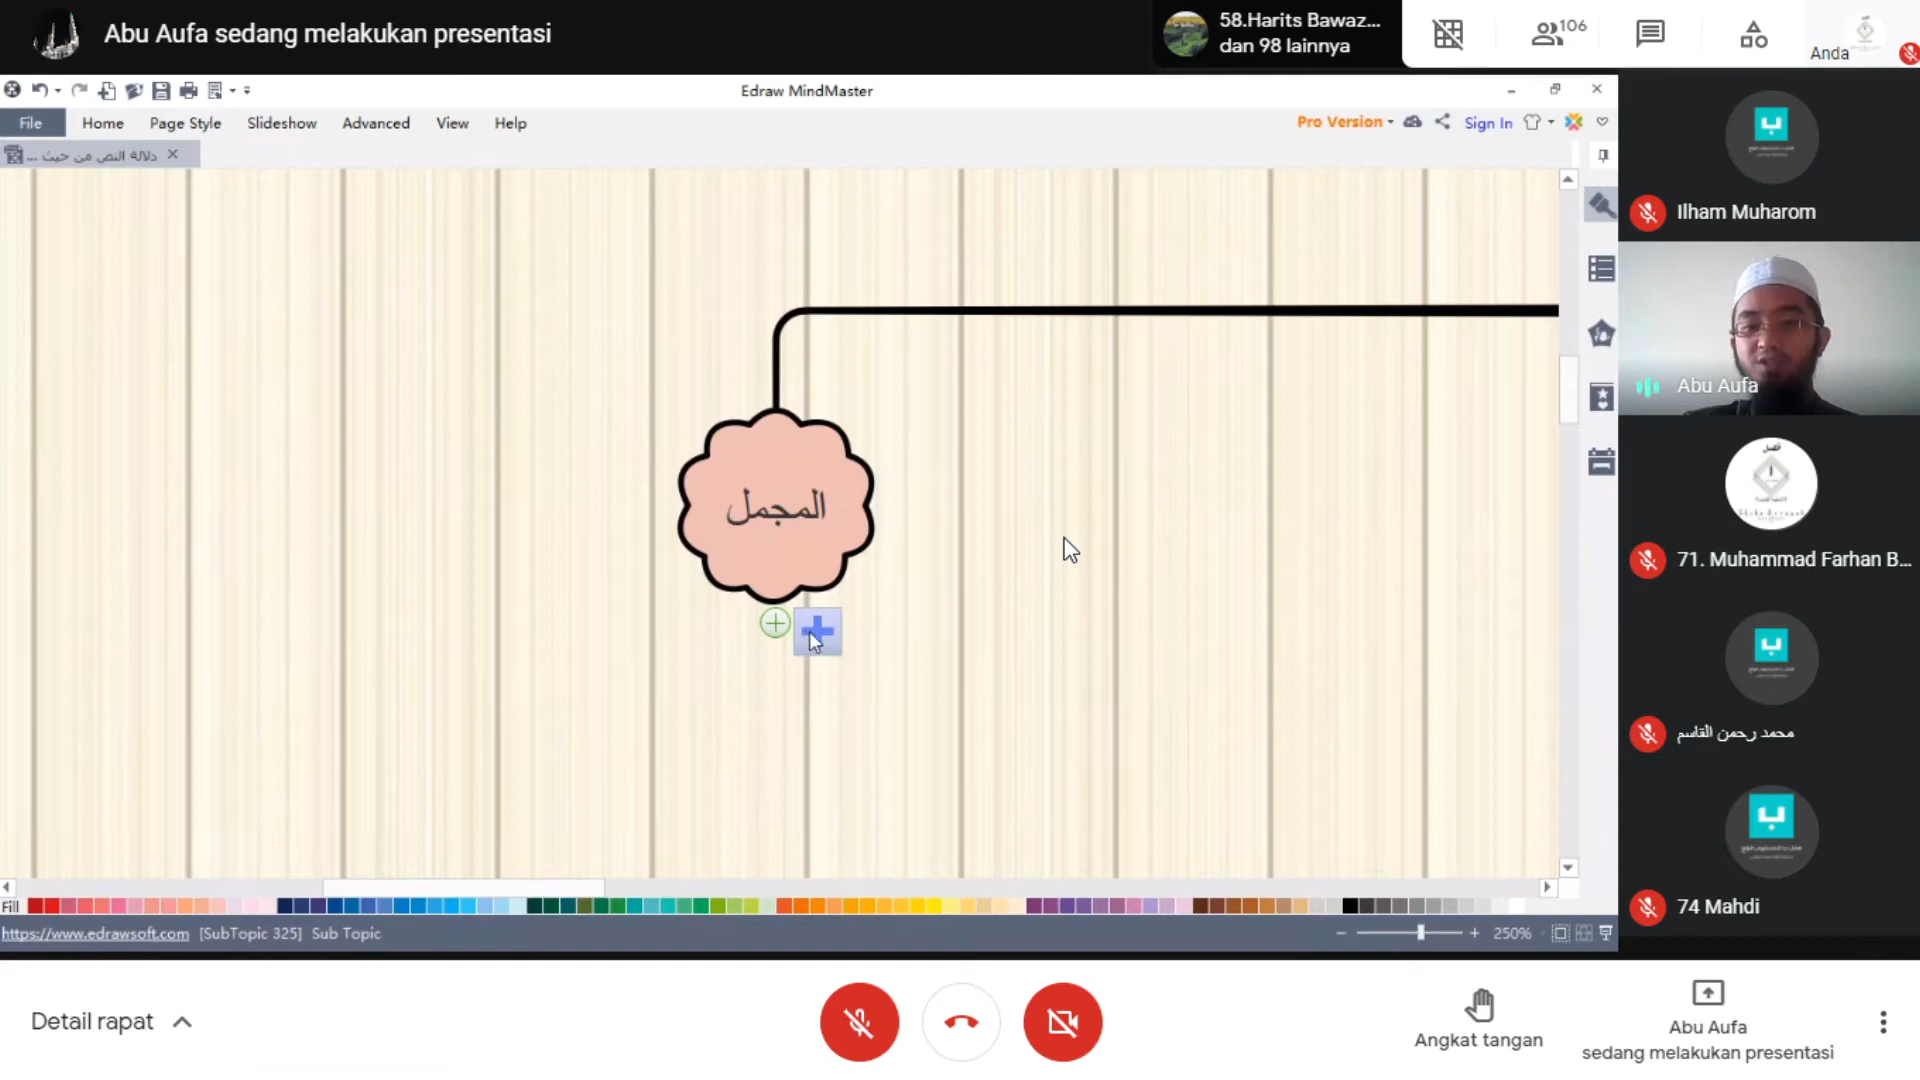 Abu Aufa sedang melakukan presentasi
58.Harits Bawaz...
dan 98 lainnya
106
Anda
Edraw MindMaster
File Home Page Style Slideshow Advanced View Help
Pro Version
Sign In
دلالة النص من حيث ...
المجمل
Ilham Muharom
Abu Aufa
71. Muhammad Farhan B...
محمد رحمن القاسم
74 Mahdi
Fill
https://www.edrawsoft.com [SubTopic 325] Sub Topic
250%
Detail rapat
Angkat tangan
Abu Aufa
sedang melakukan presentasi